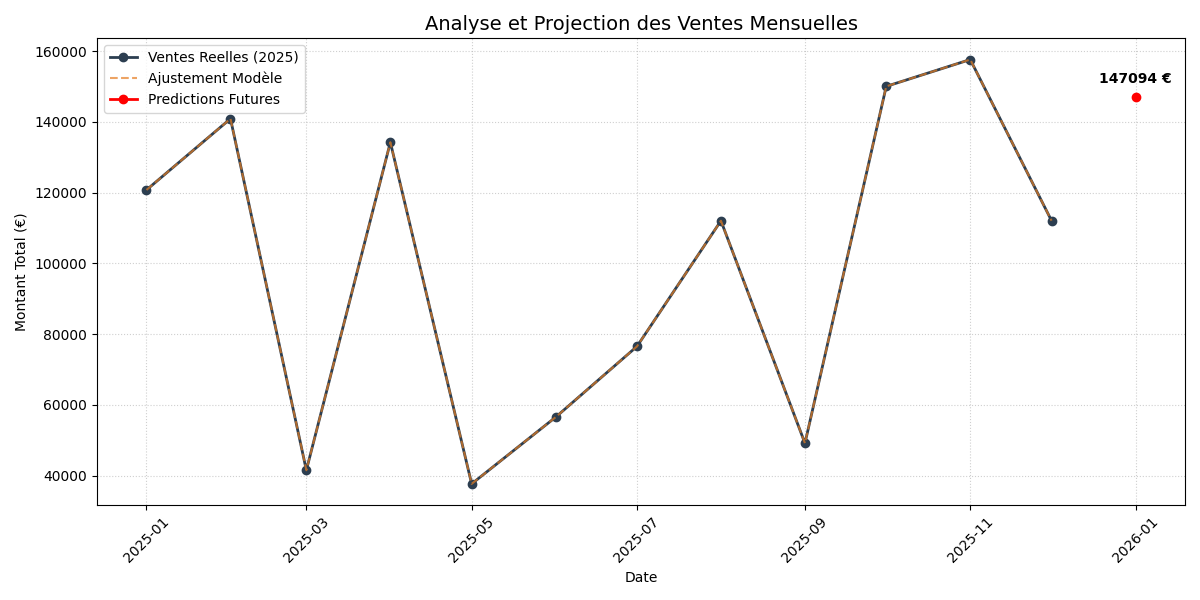 Analyse et Projection des Ventes Mensuelles
Ventes Reelles (2025)
Ajustement Modèle
Predictions Futures
147094 €
Montant Total (€)
160000
140000
120000
100000
80000
60000
40000
2025-01
2025-03
2025-05
2025-07
2025-09
2025-11
2026-01
Date